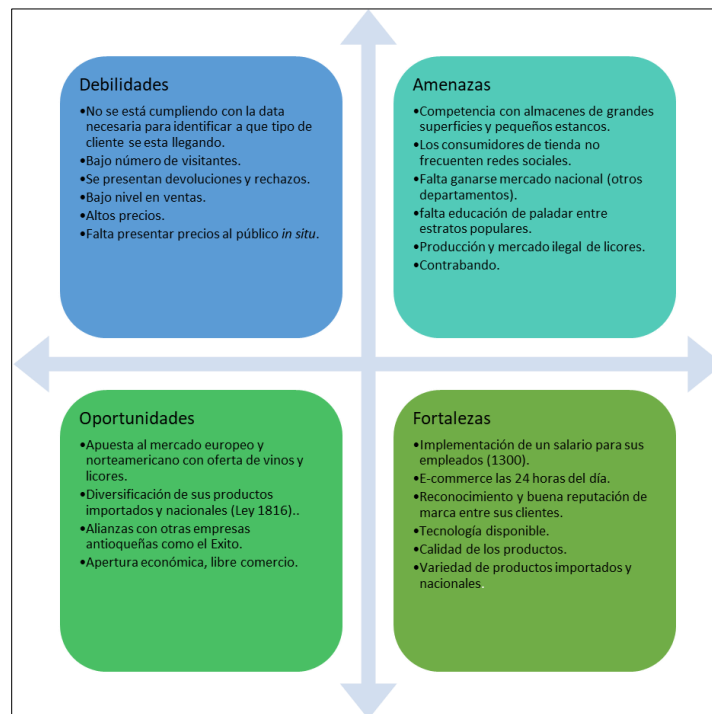 Debilidades
•No se está cumpliendo con la data
necesaria para identificar a que tipo de
cliente se esta llegando.
•Bajo número de visitantes.
•Se presentan devoluciones y rechazos.
•Bajo nivel en ventas.
•Altos precios.
•Falta presentar precios al público in situ.
Amenazas
•Competencia con almacenes de grandes
superficies y pequeños estancos.
•Los consumidores de tienda no
frecuenten redes sociales.
•Falta ganarse mercado nacional (otros
departamentos).
•falta educación de paladar entre
estratos populares.
•Producción y mercado ilegal de licores.
•Contrabando.
Oportunidades
•Apuesta al mercado europeo y
norteamericano con oferta de vinos y
licores.
•Diversificación de sus productos
importados y nacionales (Ley 1816)..
•Alianzas con otras empresas
antioqueñas como el Exito.
•Apertura económica, libre comercio.
Fortalezas
•Implementación de un salario para sus
empleados (1300).
•E-commerce las 24 horas del día.
•Reconocimiento y buena reputación de
marca entre sus clientes.
•Tecnología disponible.
•Calidad de los productos.
•Variedad de productos importados y
nacionales.